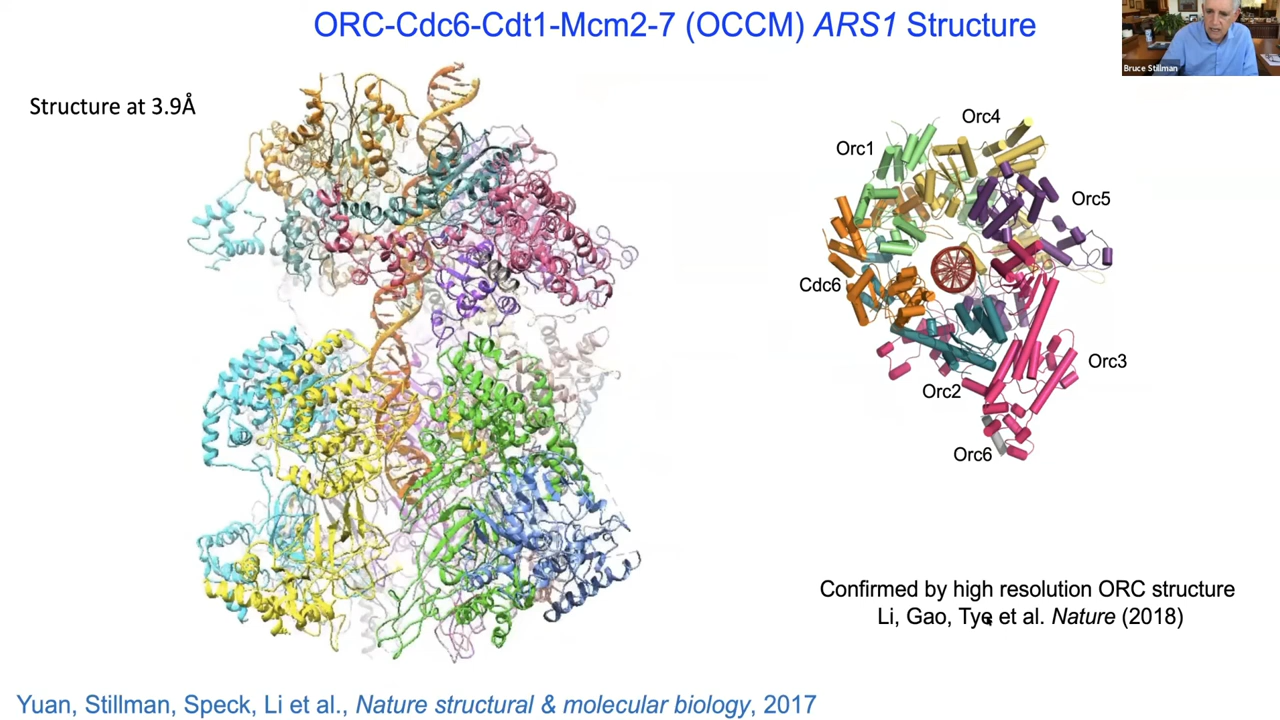 ORC-Cdc6-Cdt1-Mcm2-7 (OCCM) ARS1 Structure
Bruce Stillman
Structure at 3.9Å
Orc4
Orc1
Orc5
Cdc6
Orc3
Orc2
Orc6
Confirmed by high resolution ORC structure
Li, Gao, Tye et al. Nature (2018)
Yuan, Stillman, Speck, Li et al., Nature structural & molecular biology, 2017